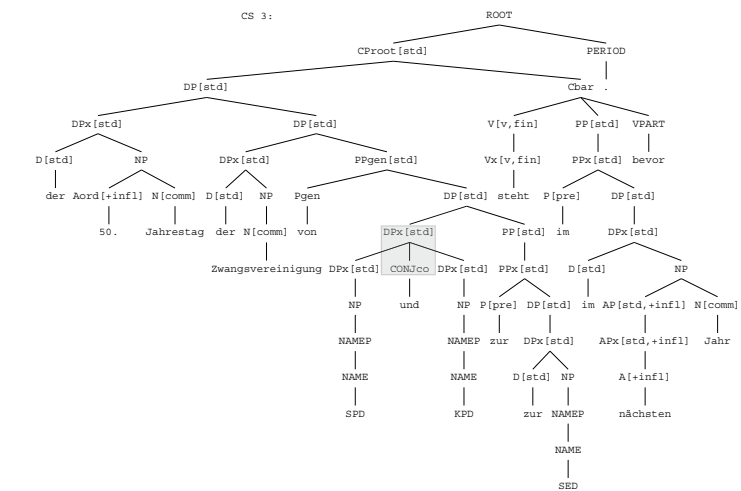 CS 3: ROOT
CProot[std] PERIOD
DP[std] Cbar .
DPx[std] DP[std] V[v,fin] PP[std] VPART
D[std] NP DPx[std] PPgen[std] Vx[v,fin] PPx[std] bevor
der Aord[+infl] N[comm] D[std] NP Pgen DP[std] steht P[pre] DP[std]
50. Jahrestag der N[comm] von DPx[std] PP[std] im DPx[std]
Zwangsvereinigung DPx[std] CONJco DPx[std] PPx[std] D[std] NP
NP und NP P[pre] DP[std] im AP[std,+infl] N[comm]
NAMEP NAMEP zur DPx[std] APx[std,+infl] Jahr
NAME NAME D[std] NP A[+infl]
SPD KPD zur NAMEP nächsten
NAME
SED